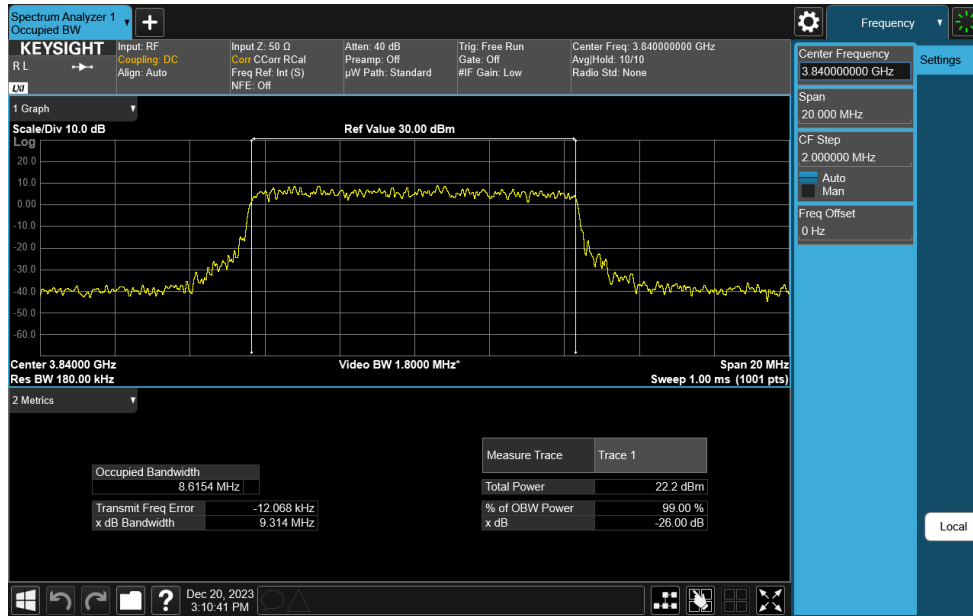 Spectrum Analyzer 1
Occupied BW
Frequency
KEYSIGHT
R L
LXI
Input: RF
Coupling: DC
Align: Auto
Input Z: 50 Ω
Corr CCorr RCal
Freq Ref: Int (S)
NFE: Off
Atten: 40 dB
Preamp: Off
µW Path: Standard
Trig: Free Run
Gate: Off
#IF Gain: Low
Center Freq: 3.840000000 GHz
Avg|Hold: 10/10
Radio Std: None
Center Frequency
3.840000000 GHz
Settings
Span
20.000 MHz
CF Step
2.000000 MHz
Auto
Man
Freq Offset
0 Hz
Local
1 Graph
Scale/Div 10.0 dB
Ref Value 30.00 dBm
Log
20.0
10.0
0.00
-10.0
-20.0
-30.0
-40.0
-50.0
-60.0
Center 3.84000 GHz
Video BW 1.8000 MHz*
Span 20 MHz
Res BW 180.00 kHz
Sweep 1.00 ms (1001 pts)
2 Metrics
Measure Trace
Trace 1
Occupied Bandwidth
8.6154 MHz
Total Power
22.2 dBm
Transmit Freq Error
-12.068 kHz
% of OBW Power
99.00 %
x dB Bandwidth
9.314 MHz
x dB
-26.00 dB
?
Dec 20, 2023
3:10:41 PM